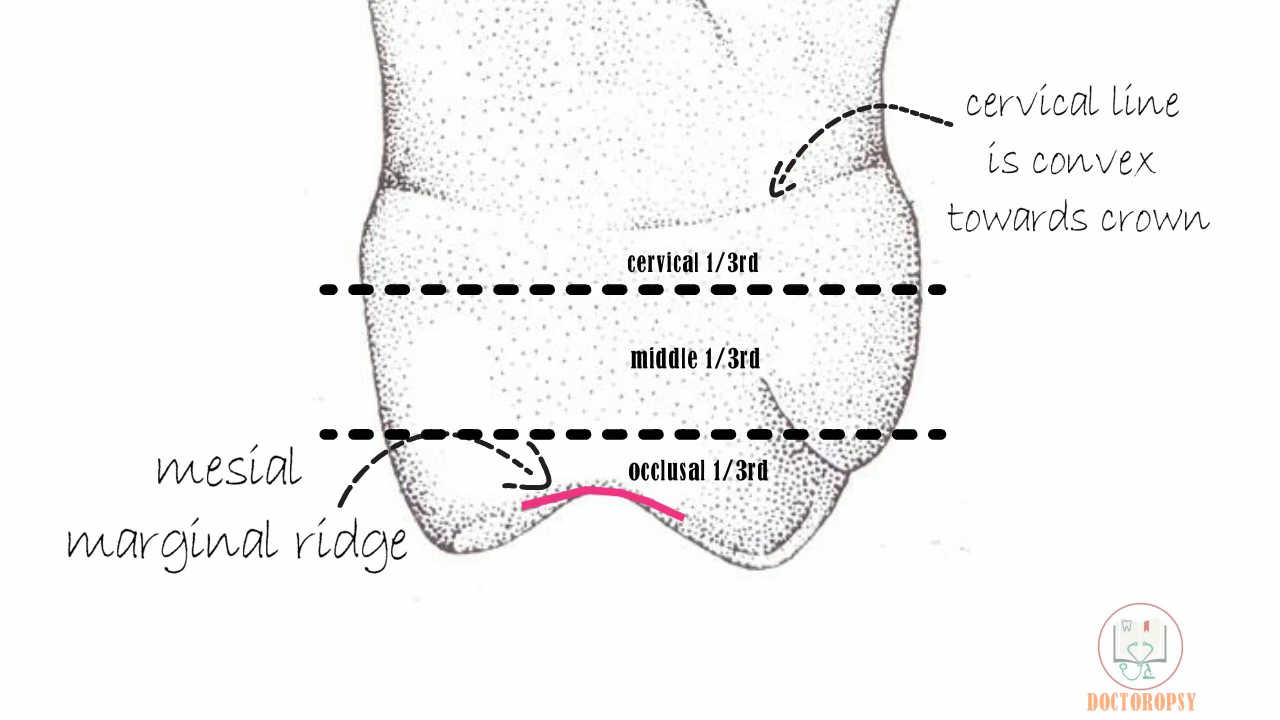 cervical line
is convex
towards crown
cervical 1/3rd
middle 1/3rd
occlusal 1/3rd
mesial
marginal ridge
DOCTOROPSY